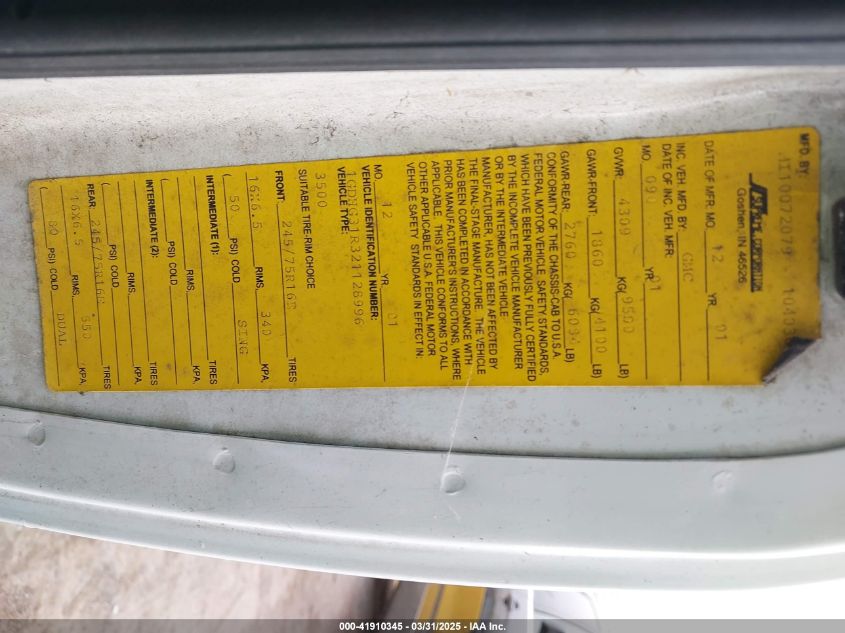 MFD. BY:
CORPORATION
Goshen, IN 46526
DATE OF MFR. MO. 12 YR. 01
INC. VEH. MFD. BY: GMC
DATE OF INC. VEH. MFR:
MO. 09 YR. 01
GVWR: 4309 KG( 9500 LB)
GAWR-FRONT: 1860 KG( 4100 LB)
GAWR-REAR: 2760 KG( 6084 LB)
CONFORMITY OF THE CHASSIS-CAB TO U.S.A
FEDERAL MOTOR VEHICLE SAFETY STANDARDS,
WHICH HAVE BEEN PREVIOUSLY FULLY CERTIFIED
BY THE INCOMPLETE VEHICLE MANUFACTURER
OR BY THE INTERMEDIATE VEHICLE
MANUFACTURER, HAS NOT BEEN AFFECTED BY
THE FINAL-STAGE MANUFACTURE. THE VEHICLE
HAS BEEN COMPLETED IN ACCORDANCE WITH
PRIOR MANUFACTURER'S INSTRUCTIONS, WHERE
APPLICABLE. THIS VEHICLE CONFORMS TO ALL
OTHER APPLICABLE U.S.A. FEDERAL MOTOR
VEHICLE SAFETY STANDARDS IN EFFECT IN
MO. 12 YR. 01
VEHICLE IDENTIFICATION NUMBER:
1GDHG31R321128996
VEHICLE TYPE:
3500
SUITABLE TIRE-RIM CHOICE
FRONT: 245/75R16E TIRES
16X6.5 RIMS, 340 KPA,
( 50 PSI) COLD SING
INTERMEDIATE (1): TIRES
RIMS, KPA,
( PSI) COLD
INTERMEDIATE (2): TIRES
RIMS, KPA,
( PSI) COLD
REAR: 245/75R16E TIRES
16X6.5 RIMS, 550 KPA,
( 80 PSI) COLD DUAL
000-41910345 | 03/31/2025 - IAA Inc.